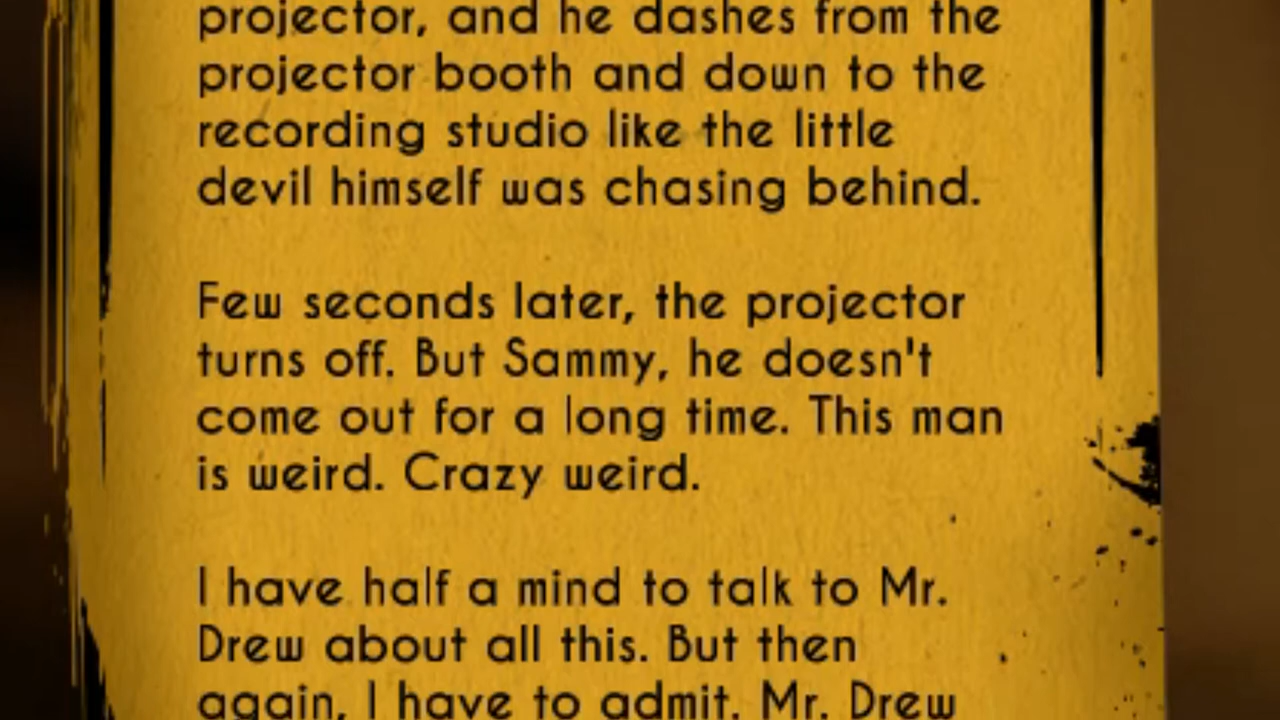 projector, and he dashes from the
projector booth and down to the
recording studio like the little
devil himself was chasing behind.
Few seconds later, the projector
turns off. But Sammy, he doesn't
come out for a long time. This man
is weird. Crazy weird.
I have half a mind to talk to Mr.
Drew about all this. But then
again, I have to admit, Mr. Drew